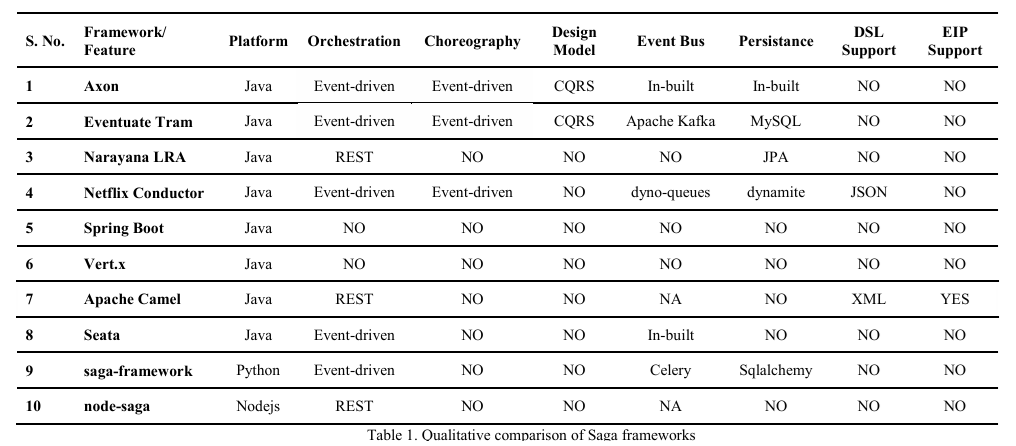 S. No. Framework/ Feature Platform Orchestration Choreography Design Model Event Bus Persistance DSL Support EIP Support
1 Axon Java Event-driven Event-driven CQRS In-built In-built NO NO
2 Eventuate Tram Java Event-driven Event-driven CQRS Apache Kafka MySQL NO NO
3 Narayana LRA Java REST NO NO NO JPA NO NO
4 Netflix Conductor Java Event-driven Event-driven NO dyno-queues dynamite JSON NO
5 Spring Boot Java NO NO NO NO NO NO NO
6 Vert.x Java NO NO NO NO NO NO NO
7 Apache Camel Java REST NO NO NA NO XML YES
8 Seata Java Event-driven NO NO In-built NO NO NO
9 saga-framework Python Event-driven NO NO Celery Sqlalchemy NO NO
10 node-saga Nodejs REST NO NO NA NO NO NO
Table 1. Qualitative comparison of Saga frameworks